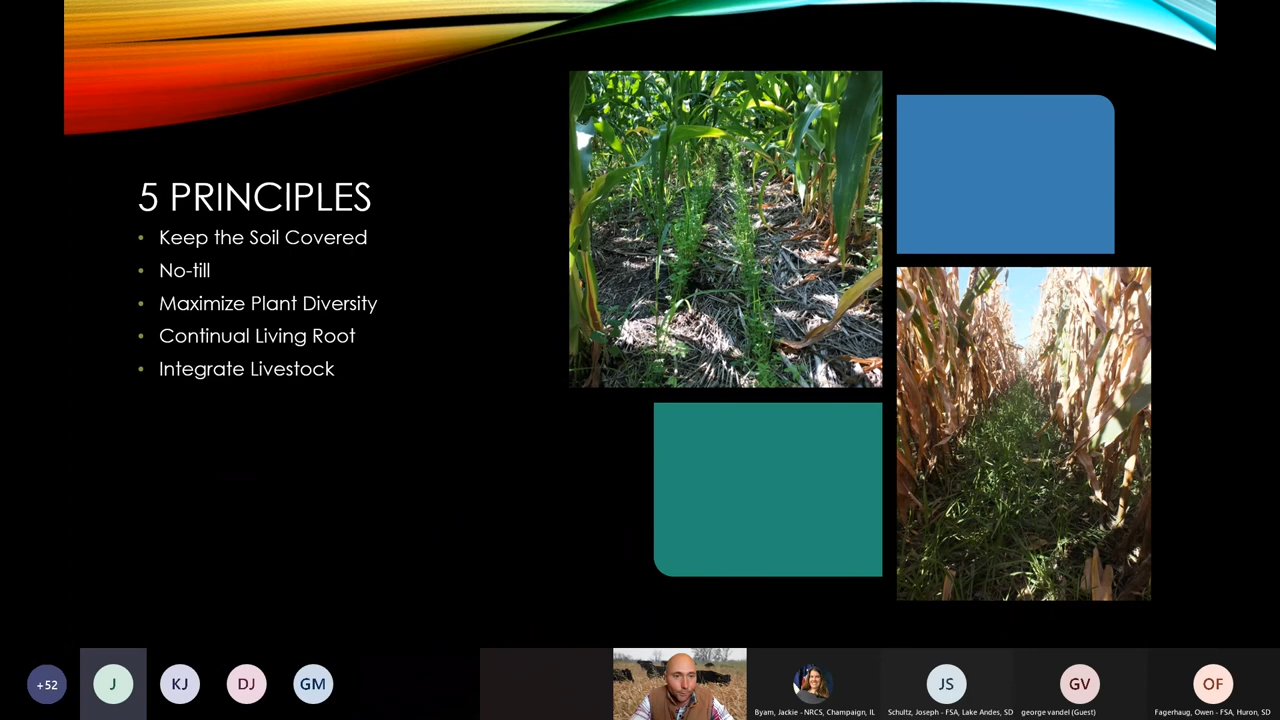 5 PRINCIPLES
Keep the Soil Covered
No-till
Maximize Plant Diversity
Continual Living Root
Integrate Livestock
+52
J
KJ
DJ
GM
JS
GV
OF
Byam, Jackie - NRCS, Champaign, IL
Schultz, Joseph - FSA, Lake Andes, SD
george vandel (Guest)
Fagerhaug, Owen - FSA, Huron, SD